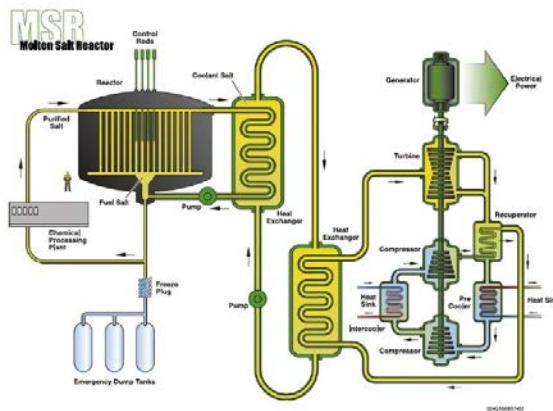 MSR
Molten Salt Reactor
Control
Rods
Reactor
Coolant Salt
Purified
Salt
Fuel Salt
Pump
Heat
Exchanger
Chemical
Processing
Plant
Freeze
Plug
Emergency Dump Tanks
Pump
Heat
Exchanger
Generator
Electrical
Power
Turbine
Recuperator
Compressor
Heat
Sink
Pre
Cooler
Heat Sink
Intercooler
Compressor